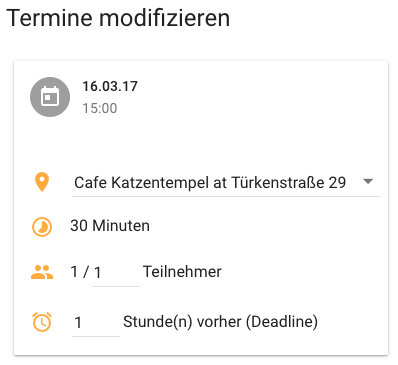 Termine modifizieren
16.03.17
15:00
Cafe Katzentempel at Türkenstraße 29
30 Minuten
1 / 1 Teilnehmer
1 Stunde(n) vorher (Deadline)